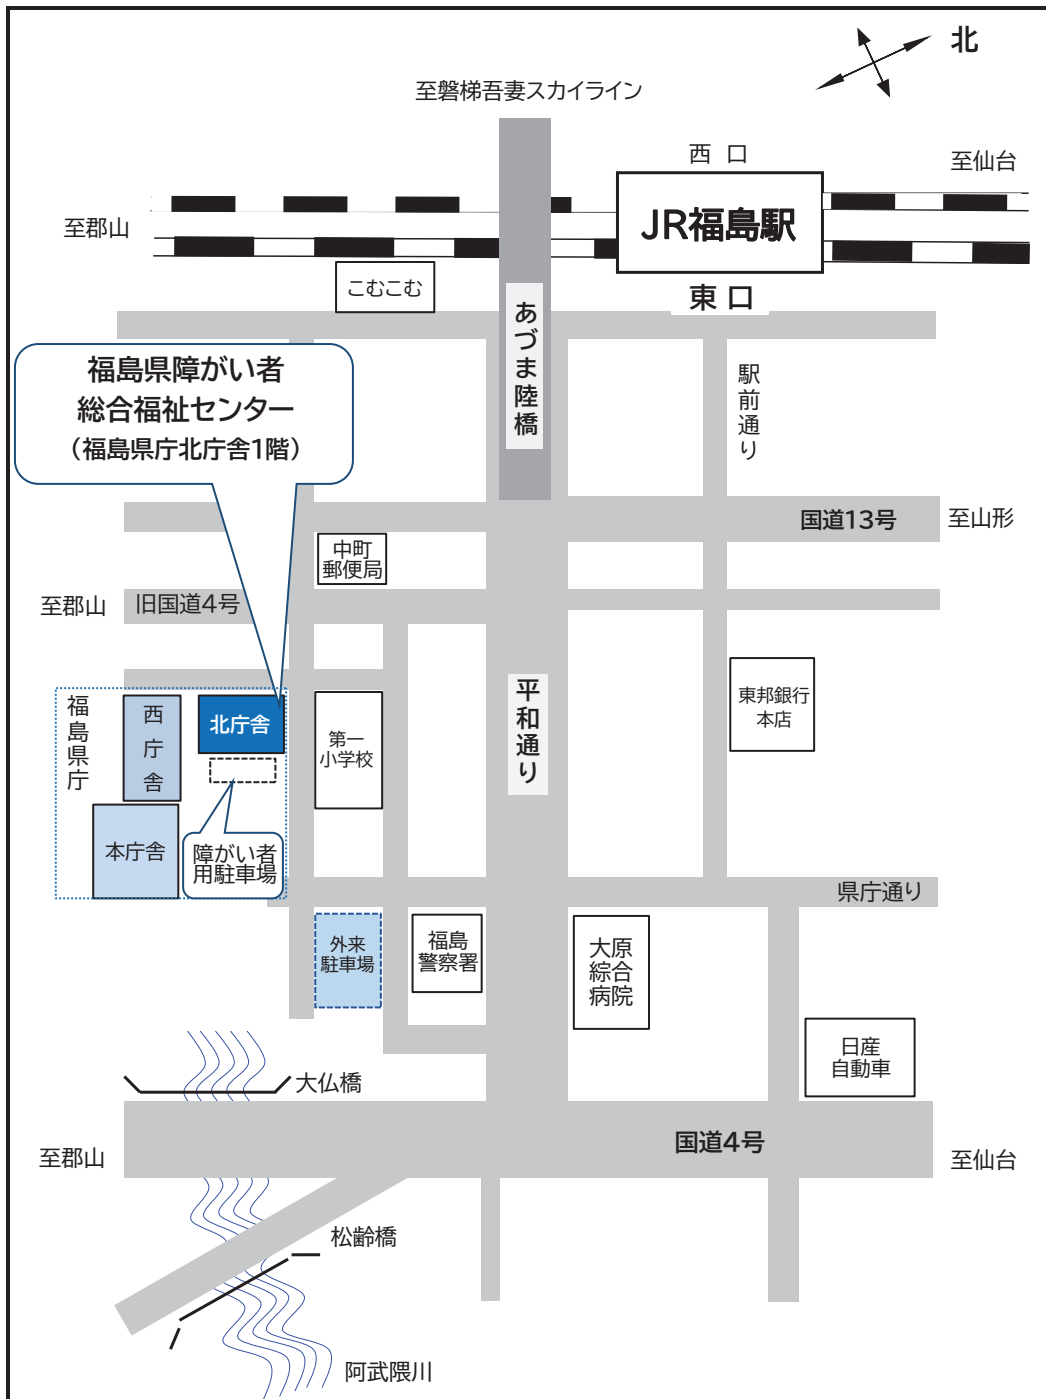 北
至磐梯吾妻スカイライン
西 口
至仙台
至郡山
JR福島駅
こむこむ
東 口
あづま陸橋
福島県障がい者
総合福祉センター
（福島県庁北庁舎1階）
駅前通り
国道13号
至山形
中町
郵便局
至郡山
旧国道4号
福島県庁
西庁舎
北庁舎
第一
小学校
平和通り
東邦銀行
本店
本庁舎
障がい者
用駐車場
県庁通り
外来
駐車場
福島
警察署
大原
綜合
病院
日産
自動車
大仏橋
至郡山
国道4号
至仙台
松齢橋
阿武隈川